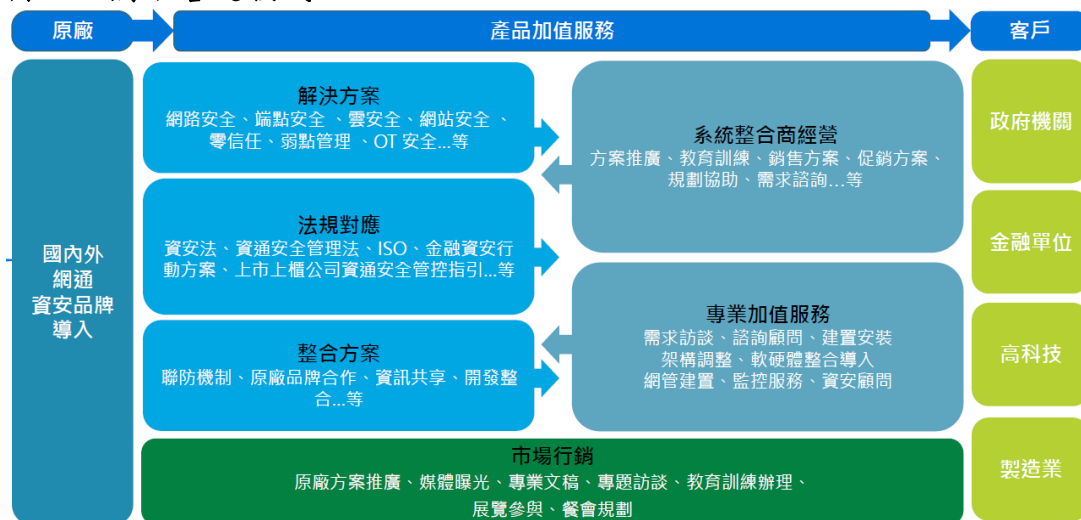 原廠
產品加值服務
客戶
國內外
網通
資安品牌
導入
解決方案
網路安全、端點安全 、雲安全、網站安全 、
零信任、弱點管理 、OT 安全...等
法規對應
資安法、資通安全管理法、ISO、金融資安行
動方案、上市上櫃公司資通安全管控指引...等
整合方案
聯防機制、原廠品牌合作、資訊共享、開發整
合...等
系統整合商經營
方案推廣、教育訓練、銷售方案、促銷方案、
規劃協助、需求諮詢...等
專業加值服務
需求訪談、諮詢顧問、建置安裝
架構調整、軟硬體整合導入
網管建置、監控服務、資安顧問
市場行銷
原廠方案推廣、媒體曝光、專業文稿、專題訪談、教育訓練辦理、
展覽參與、餐會規劃
政府機關
金融單位
高科技
製造業